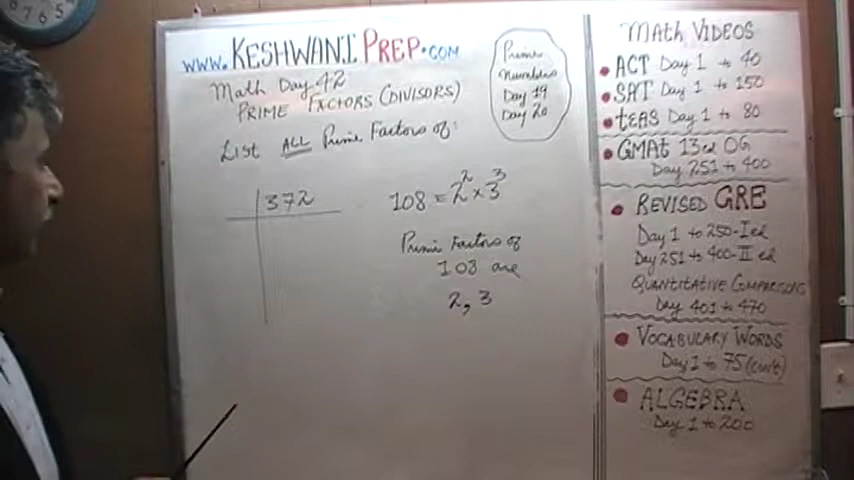 www.KESHWANIPREP.COM
Math Day 42
PRIME FACTORS (DIVISORS)
List ALL Prime Factors of:
Prime
Numbers
Day 19
Day 20
372
108 = 2² × 3³
Prime Factors of
108 are
2, 3
MATH VIDEOS
ACT Day 1 to 40
SAT Day 1 to 150
tEAS Day 1 to 80
GMAt 13ed OG
Day 251 to 400
REVISED GRE
Day 1 to 250-I ed
Day 251 to 400-II ed
QUANTITATIVE COMPARISONS
Day 401 to 470
VOCABULARY WORDS
Day 1 to 75
ALGEBRA
Day 1 to 200
7 6 5